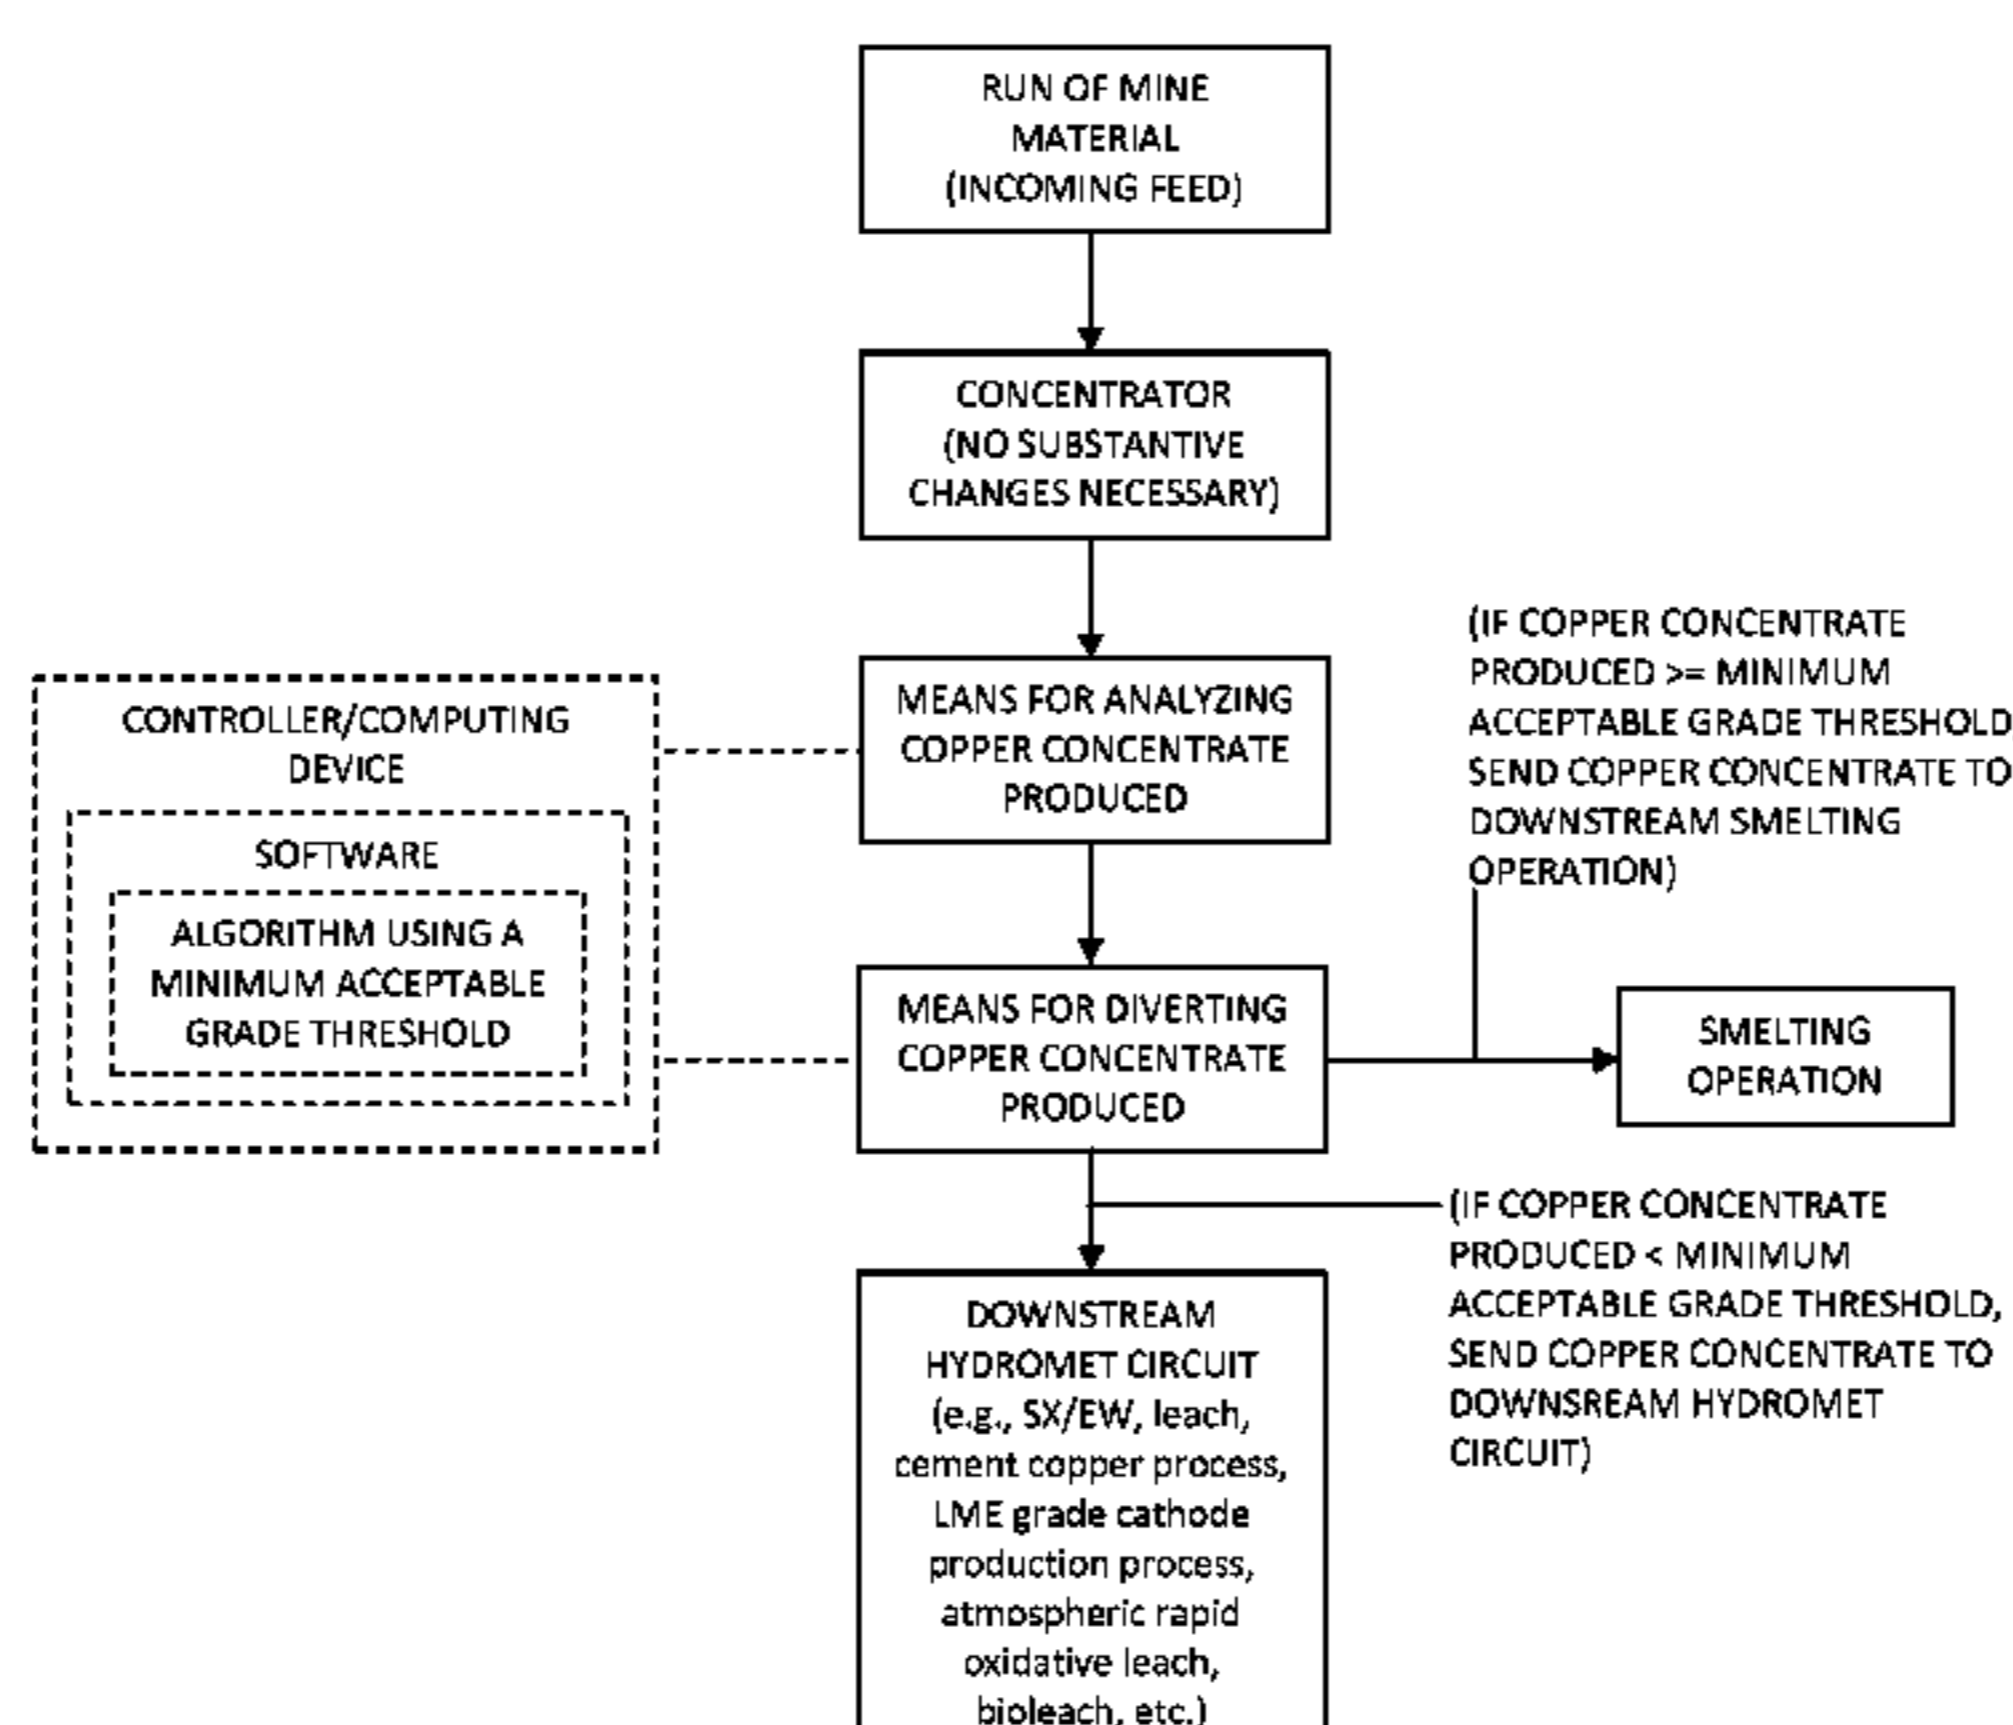 RUN OF MINE
MATERIAL
(INCOMING FEED)
CONCENTRATOR
(NO SUBSTANTIVE
CHANGES NECESSARY)
(IF COPPER CONCENTRATE
PRODUCED >= MINIMUM
ACCEPTABLE GRADE THRESHOLD
SEND COPPER CONCENTRATE TO
DOWNSTREAM SMELTING
OPERATION)
MEANS FOR ANALYZING
COPPER CONCENTRATE
PRODUCED
CONTROLLER/COMPUTING
DEVICE
SOFTWARE
ALGORITHM USING A
MINIMUM ACCEPTABLE
GRADE THRESHOLD
MEANS FOR DIVERTING
COPPER CONCENTRATE
PRODUCED
SMELTING
OPERATION
(IF COPPER CONCENTRATE
PRODUCED < MINIMUM
ACCEPTABLE GRADE THRESHOLD,
SEND COPPER CONCENTRATE TO
DOWNSREAM HYDROMET
CIRCUIT)
DOWNSTREAM
HYDROMET CIRCUIT
(e.g., SX/EW, leach,
cement copper process,
LME grade cathode
production process,
atmospheric rapid
oxidative leach,
bioleach, etc.)